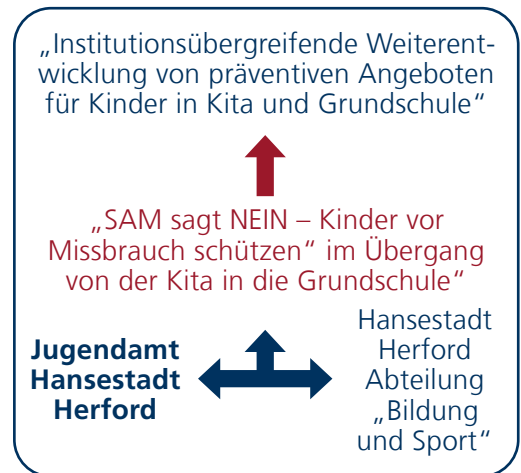 „Institutionsübergreifende Weiterent-
wicklung von präventiven Angeboten
für Kinder in Kita und Grundschule“
„SAM sagt NEIN – Kinder vor
Missbrauch schützen“ im Übergang
von der Kita in die Grundschule“
Jugendamt
Hansestadt
Herford
Hansestadt
Herford
Abteilung
„Bildung
und Sport“